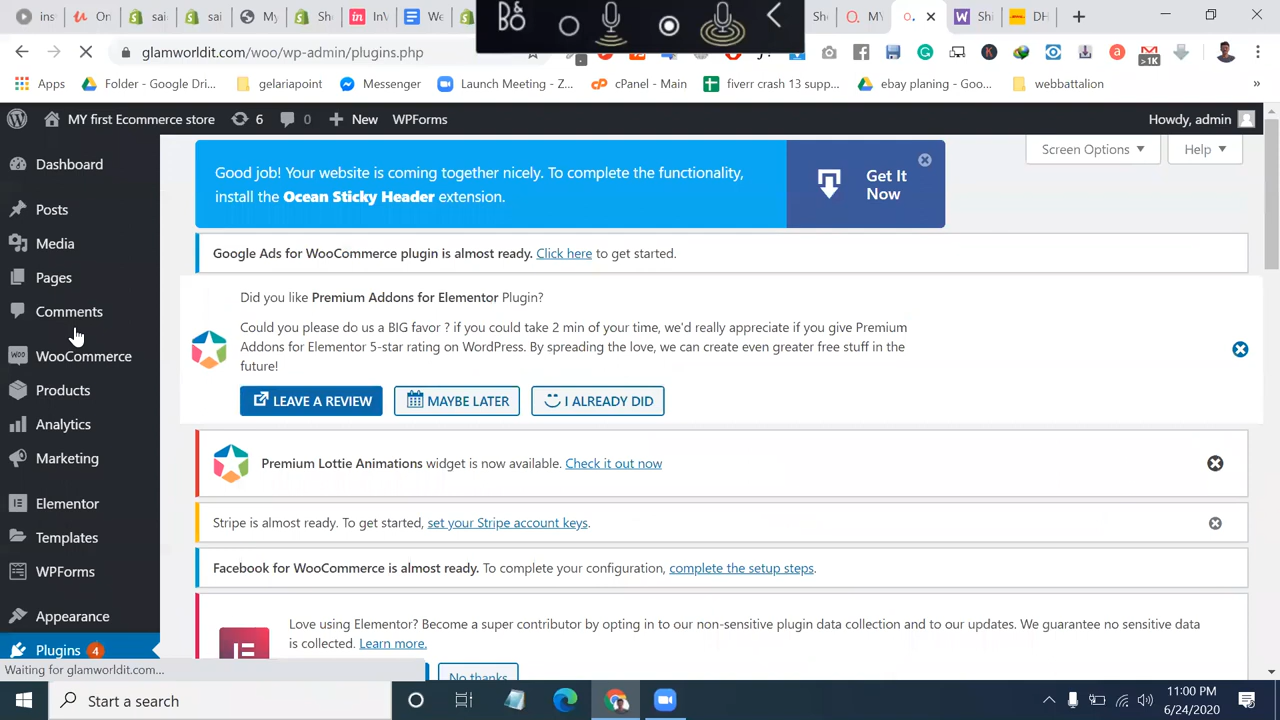 sai
sai
Sho
In'
We
Sh
O. MY
O.
Shi
DH
B&BO
glamworldit.com/woo/wp-admin/plugins.php
>1K
Apps
Folder - Google Dri...
gelariapoint
Messenger
Launch Meeting - Z...
cPanel - Main
fiverr crash 13 supp...
ebay planing - Goo...
webbattalion
»
MY first Ecommerce store
6
0
New
WPForms
Howdy, admin
Dashboard
Posts
Media
Pages
Comments
WooCommerce
Products
Analytics
Marketing
Elementor
Templates
WPForms
Appearance
Plugins 4
Screen Options
Help
Good job! Your website is coming together nicely. To complete the functionality,
install the Ocean Sticky Header extension.
Get It
Now
Google Ads for WooCommerce plugin is almost ready. Click here to get started.
Did you like Premium Addons for Elementor Plugin?
Could you please do us a BIG favor ? if you could take 2 min of your time, we'd really appreciate if you give Premium
Addons for Elementor 5-star rating on WordPress. By spreading the love, we can create even greater free stuff in the
future!
LEAVE A REVIEW
MAYBE LATER
I ALREADY DID
Premium Lottie Animations widget is now available. Check it out now
Stripe is almost ready. To get started, set your Stripe account keys.
Facebook for WooCommerce is almost ready. To complete your configuration, complete the setup steps.
Love using Elementor? Become a super contributor by opting in to our non-sensitive plugin data collection and to our updates. We guarantee no sensitive data
is collected. Learn more.
No thanks
Waiting for glamworldit.com...
Start a search
11:00 PM
6/24/2020